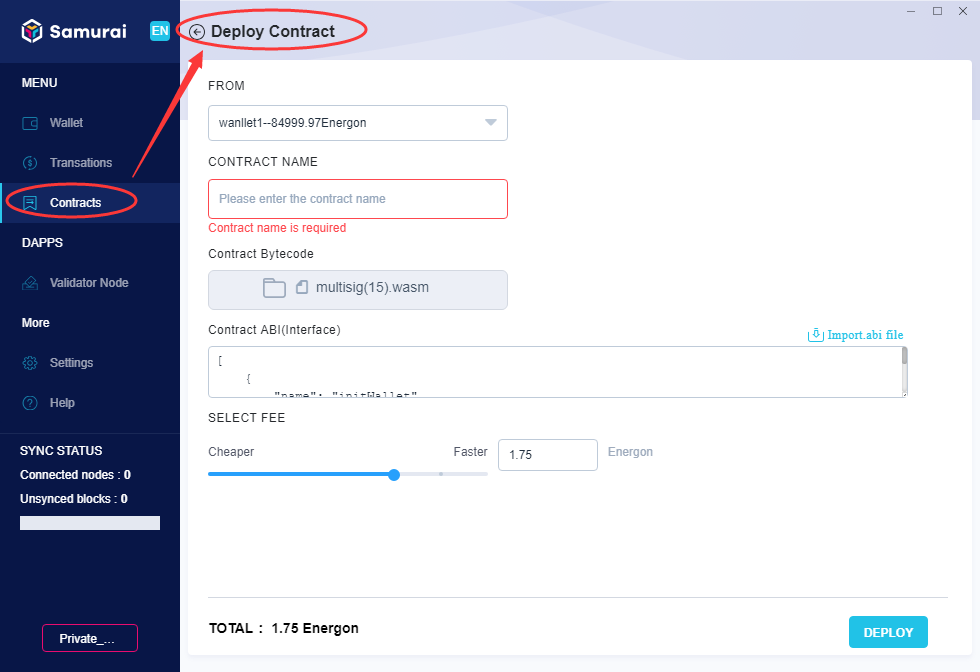 Samurai
EN
MENU
Wallet
Transations
Contracts
DAPPS
Validator Node
More
Settings
Help
SYNC STATUS
Connected nodes : 0
Unsynced blocks : 0
Private_...
Deploy Contract
FROM
wanllet1--84999.97Energon
CONTRACT NAME
Please enter the contract name
Contract name is required
Contract Bytecode
multisig(15).wasm
Contract ABI(Interface)
Import.abi file
[
{
"name": "initWallet"
SELECT FEE
Cheaper
Faster
1.75
Energon
TOTAL : 1.75 Energon
DEPLOY